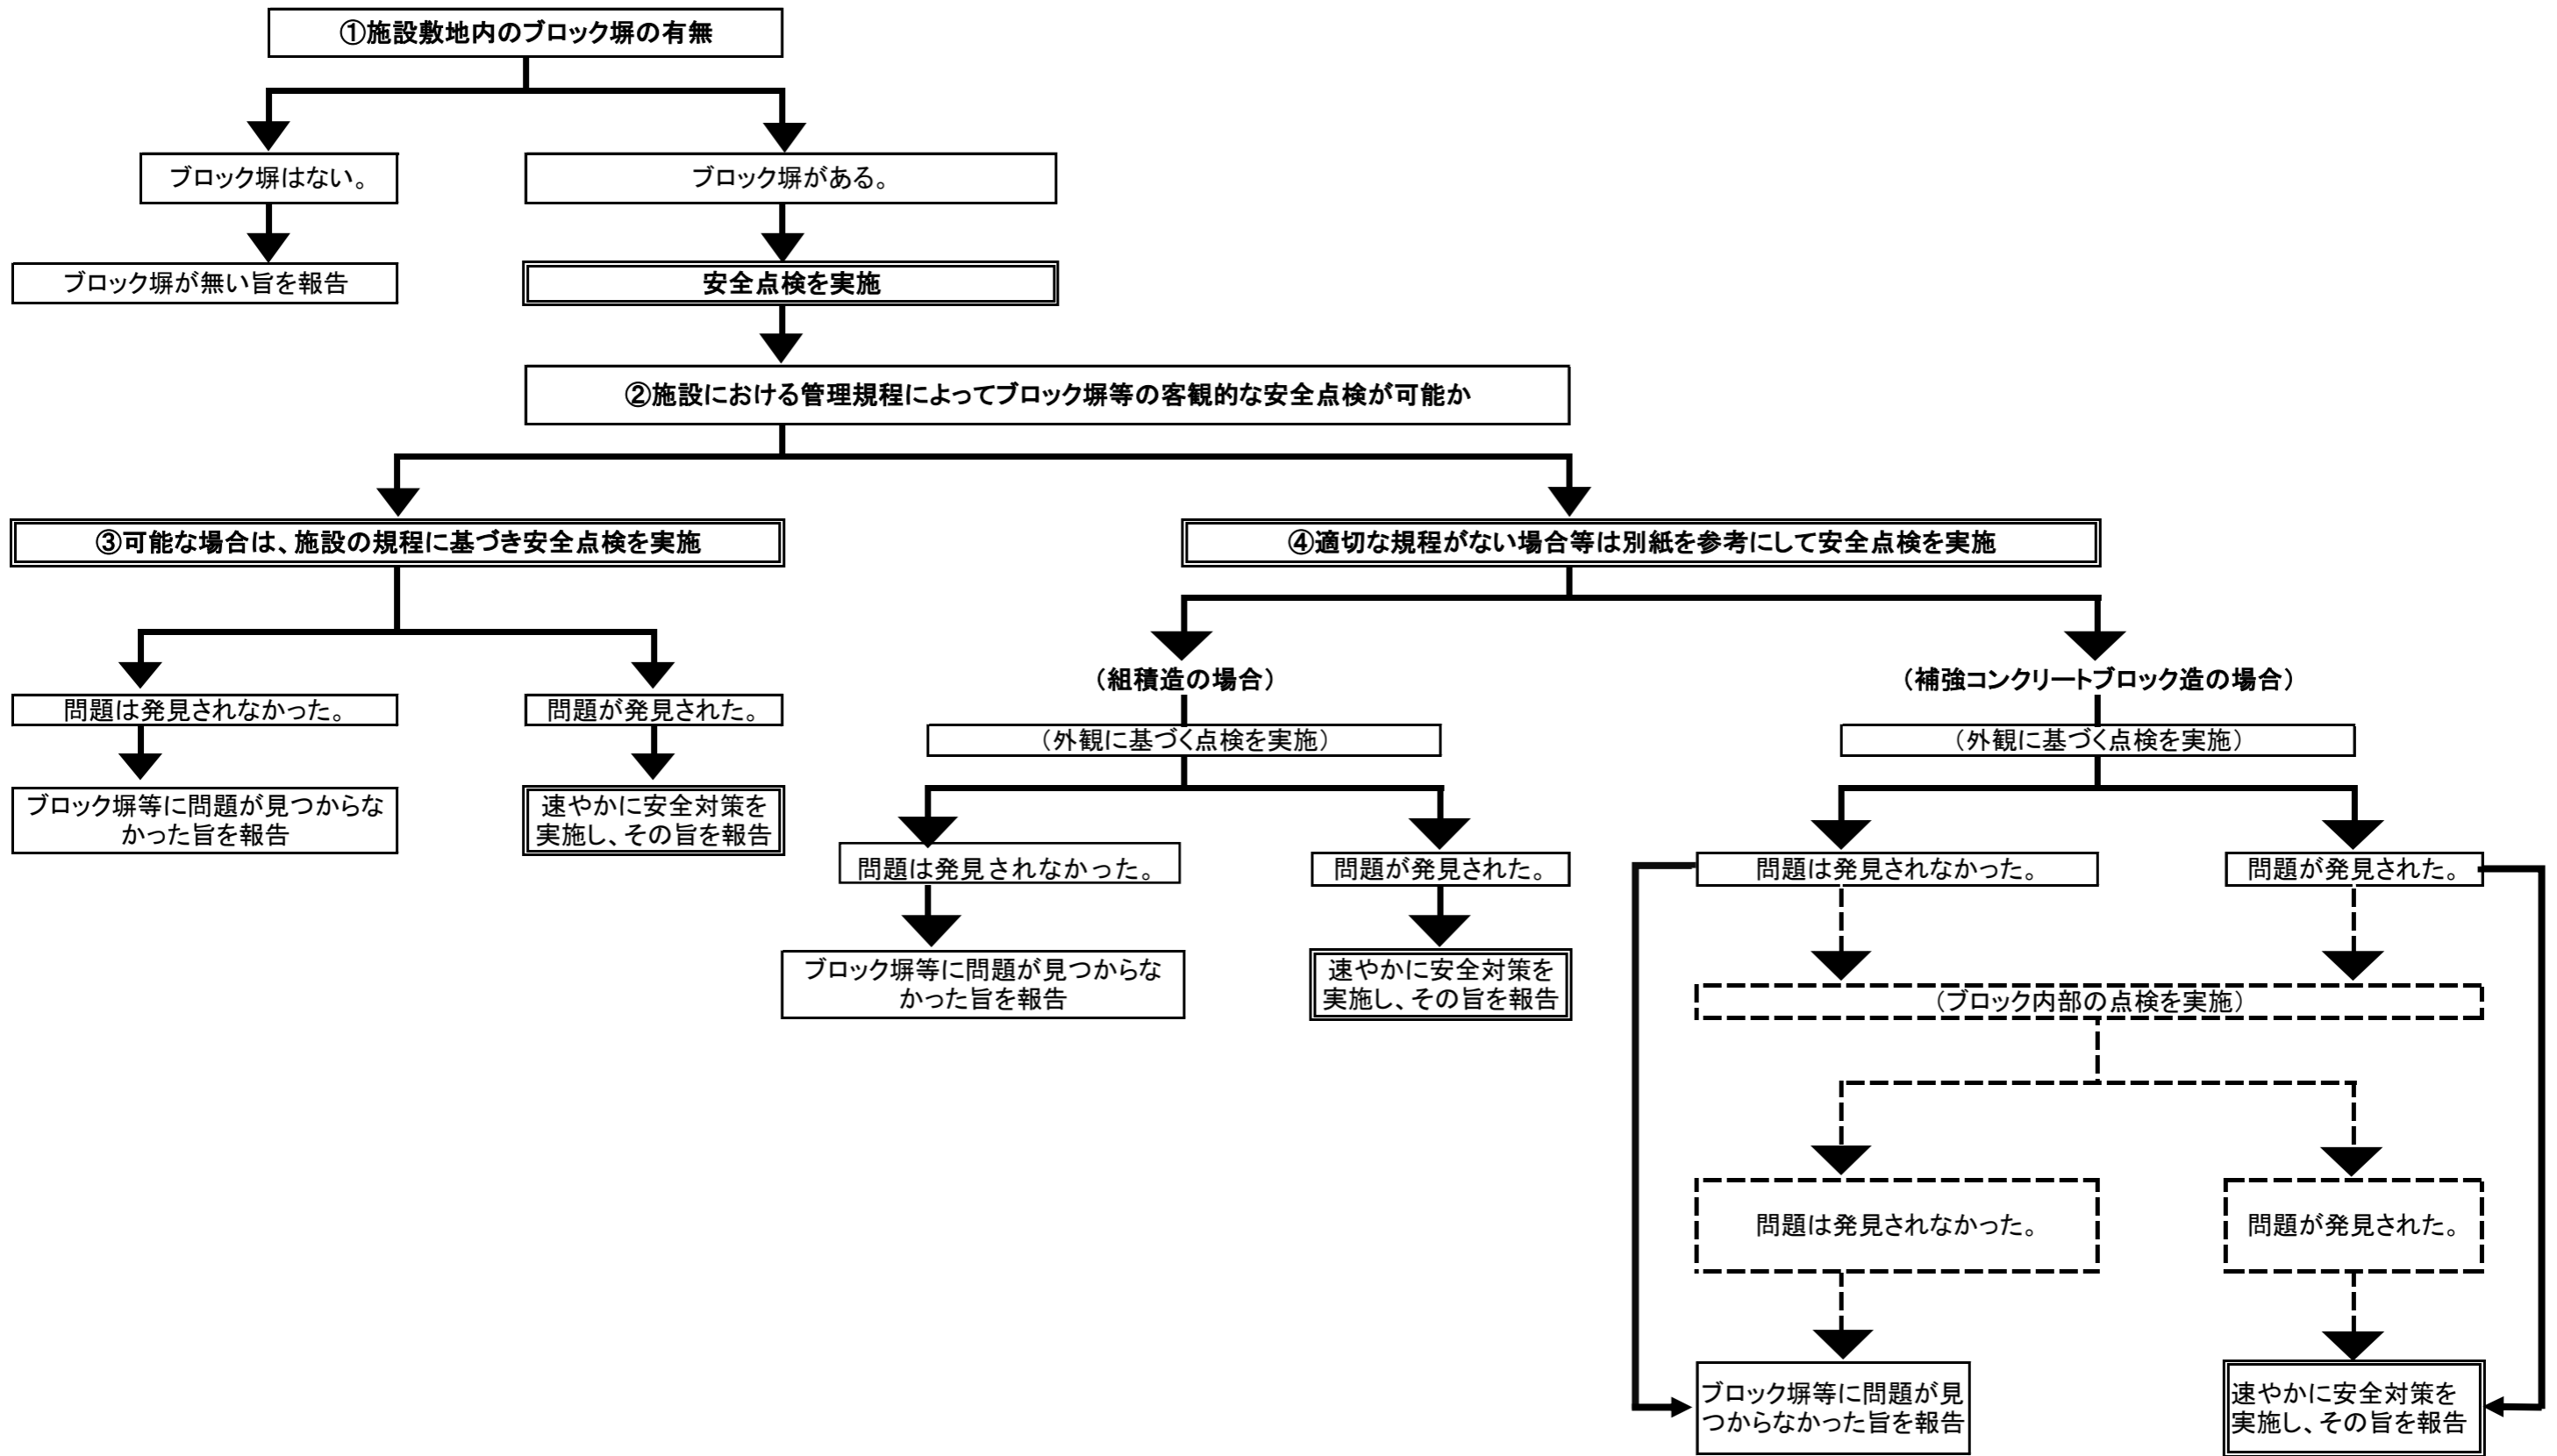 ①施設敷地内のブロック塀の有無
ブロック塀はない。
ブロック塀がある。
ブロック塀が無い旨を報告
安全点検を実施
②施設における管理規程によってブロック塀等の客観的な安全点検が可能か
③可能な場合は、施設の規程に基づき安全点検を実施
④適切な規程がない場合等は別紙を参考にして安全点検を実施
（組積造の場合）
（補強コンクリートブロック造の場合）
問題は発見されなかった。
問題が発見された。
（外観に基づく点検を実施）
（外観に基づく点検を実施）
ブロック塀等に問題が見つからな
かった旨を報告
速やかに安全対策を
実施し、その旨を報告
問題は発見されなかった。
問題が発見された。
問題は発見されなかった。
問題が発見された。
ブロック塀等に問題が見つからな
かった旨を報告
速やかに安全対策を
実施し、その旨を報告
（ブロック内部の点検を実施）
問題は発見されなかった。
問題が発見された。
ブロック塀等に問題が見
つからなかった旨を報告
速やかに安全対策を
実施し、その旨を報告